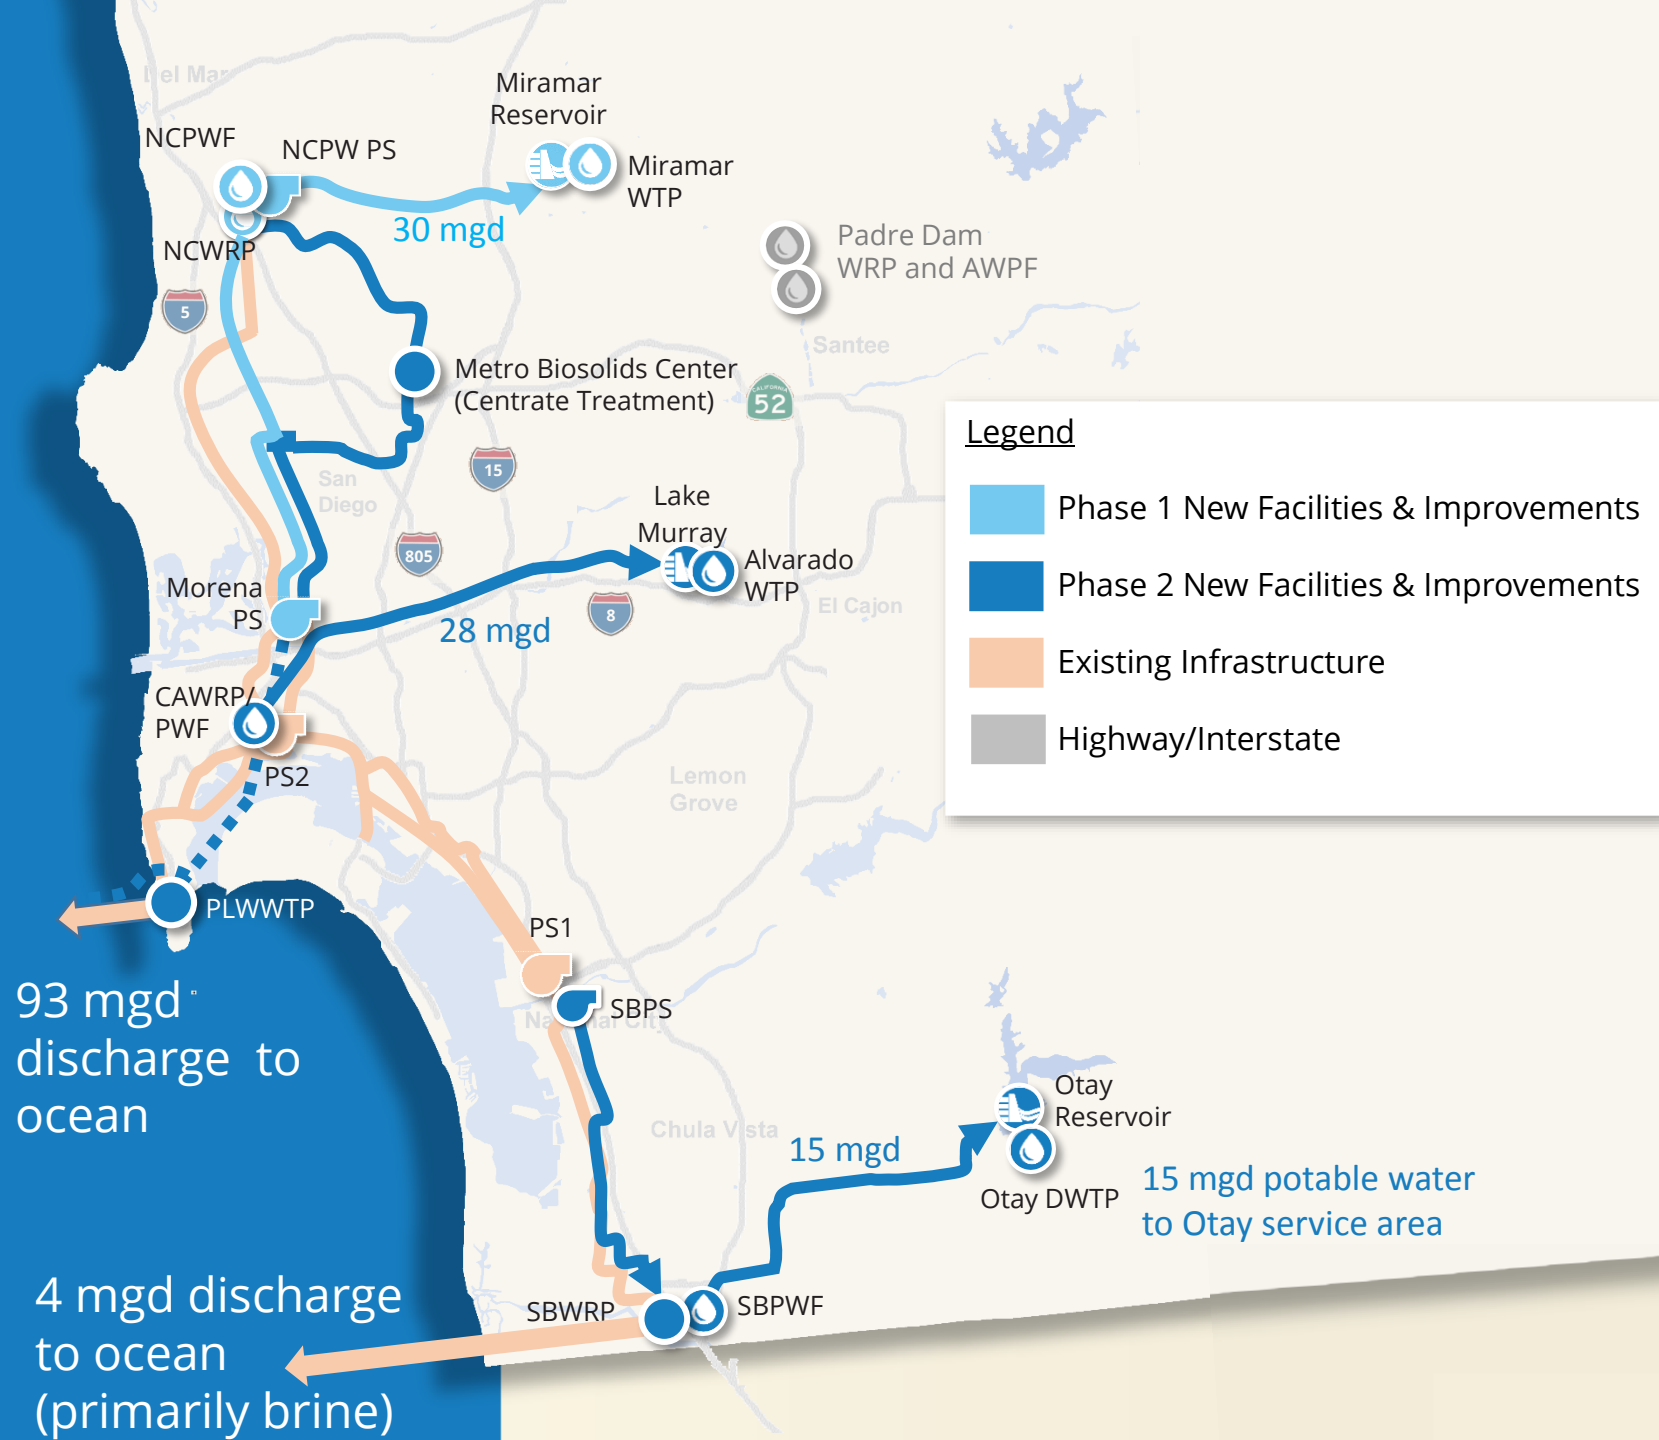 Del Mar
Miramar
Reservoir
NCPWF
NCPW PS
Miramar
WTP
30 mgd
NCWRP
Padre Dam
WRP and AWPF
5
Santee
Metro Biosolids Center
(Centrate Treatment)
CALIFORNIA
52
Legend
Phase 1 New Facilities & Improvements
Phase 2 New Facilities & Improvements
Existing Infrastructure
Highway/Interstate
15
San
Diego
Lake
Murray
805
Alvarado
WTP
Morena
PS
8
El Cajon
28 mgd
CAWRP/
PWF
PS2
Lemon
Grove
PLWWTP
PS1
93 mgd
discharge to
ocean
SBPS
National City
Otay
Reservoir
Chula Vista
15 mgd
Otay DWTP
15 mgd potable water
to Otay service area
4 mgd discharge
to ocean
(primarily brine)
SBWRP
SBPWF